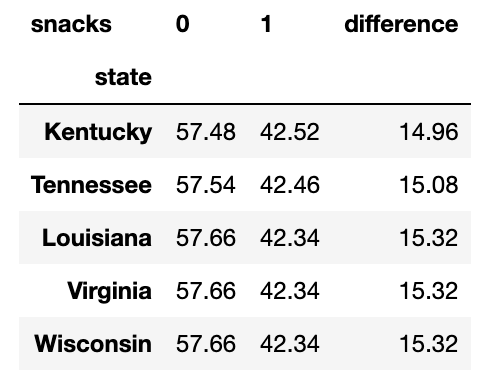 snacks 0 1 difference
state
Kentucky 57.48 42.52 14.96
Tennessee 57.54 42.46 15.08
Louisiana 57.66 42.34 15.32
Virginia 57.66 42.34 15.32
Wisconsin 57.66 42.34 15.32